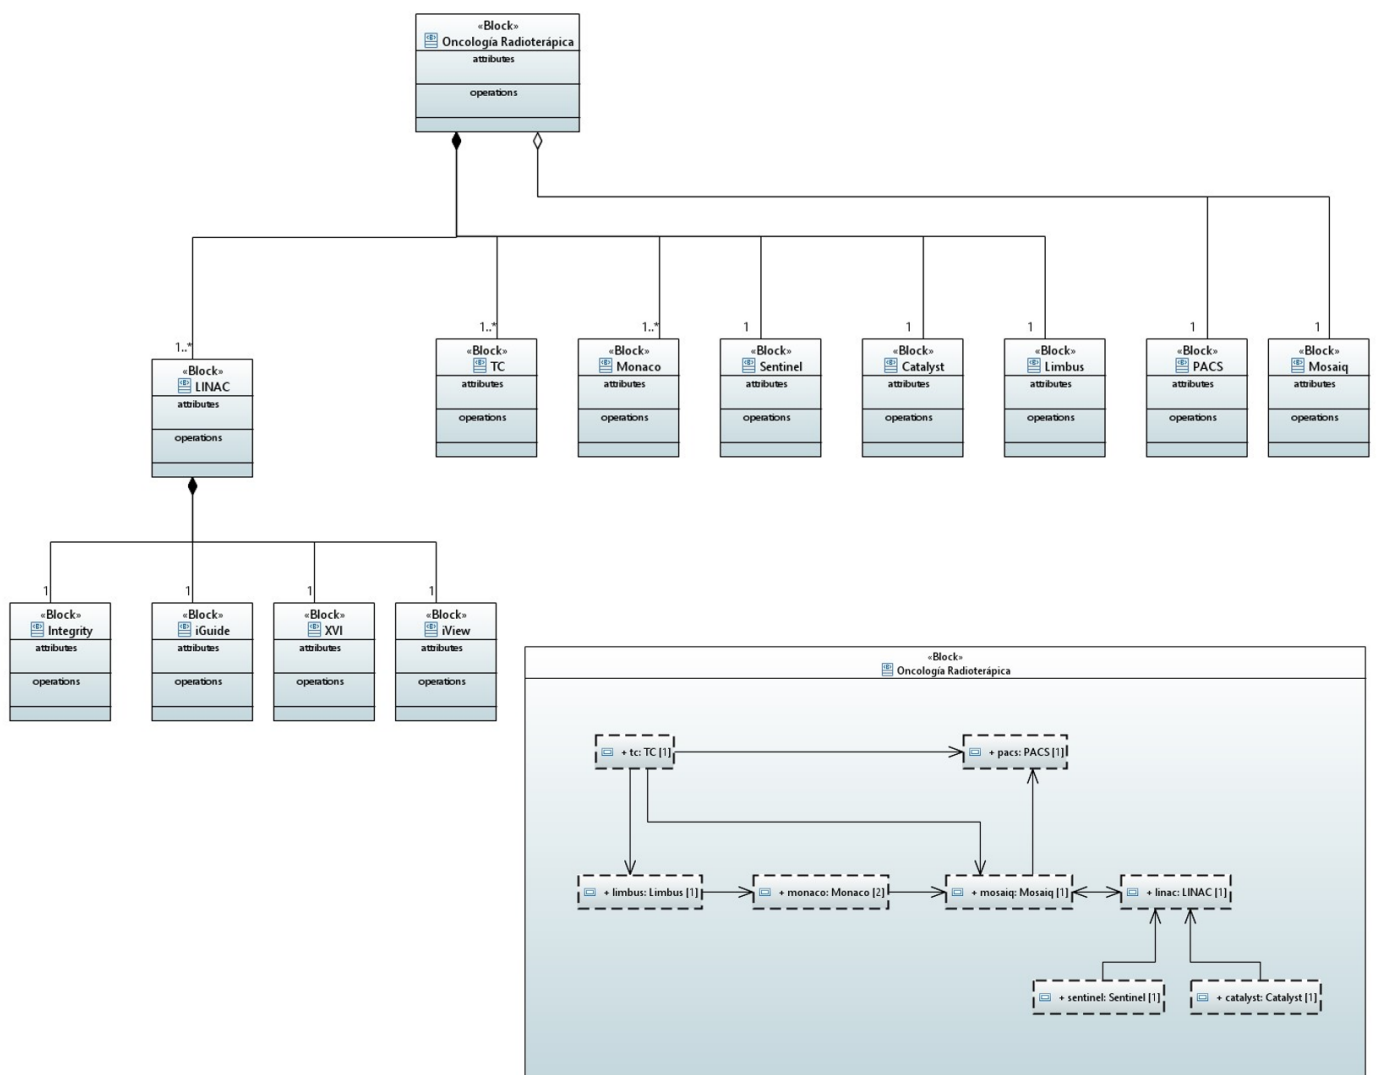 «Block»
Oncología Radioterápica
attributes
operations
1..*
1..*
1..*
1
1
1
1
1
«Block»
LINAC
attributes
operations
«Block»
TC
attributes
operations
«Block»
Monaco
attributes
operations
«Block»
Sentinel
attributes
operations
«Block»
Catalyst
attributes
operations
«Block»
Limbus
attributes
operations
«Block»
PACS
attributes
operations
«Block»
Mosaiq
attributes
operations
1
1
1
1
«Block»
Integrity
attributes
operations
«Block»
iGuide
attributes
operations
«Block»
XVI
attributes
operations
«Block»
iView
attributes
operations
«Block»
Oncología Radioterápica
+ tc: TC [1]
+ pacs: PACS [1]
+ limbus: Limbus [1]
+ monaco: Monaco [2]
+ mosaiq: Mosaiq [1]
+ linac: LINAC [1]
+ sentinel: Sentinel [1]
+ catalyst: Catalyst [1]